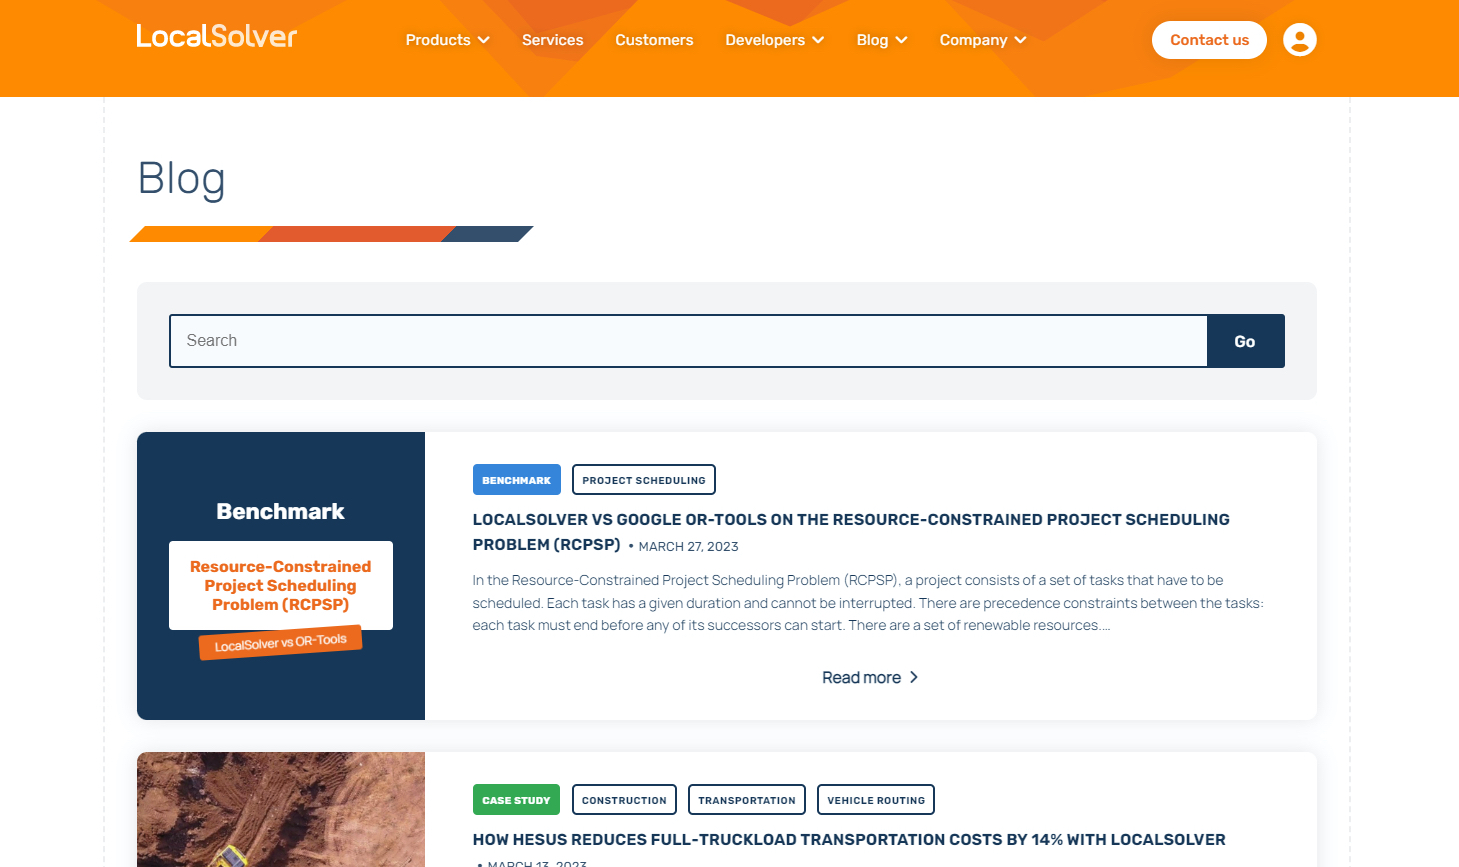 LocalSolver
Products Services Customers Developers Blog Company Contact us
Blog
Search Go
Benchmark
Resource-Constrained
Project Scheduling
Problem (RCPSP)
LocalSolver vs OR-Tools
BENCHMARK PROJECT SCHEDULING
LOCALSOLVER VS GOOGLE OR-TOOLS ON THE RESOURCE-CONSTRAINED PROJECT SCHEDULING
PROBLEM (RCPSP) • MARCH 27, 2023
In the Resource-Constrained Project Scheduling Problem (RCPSP), a project consists of a set of tasks that have to be
scheduled. Each task has a given duration and cannot be interrupted. There are precedence constraints between the tasks:
each task must end before any of its successors can start. There are a set of renewable resources.…
Read more
CASE STUDY CONSTRUCTION TRANSPORTATION VEHICLE ROUTING
HOW HESUS REDUCES FULL-TRUCKLOAD TRANSPORTATION COSTS BY 14% WITH LOCALSOLVER
• MARCH 13, 2023